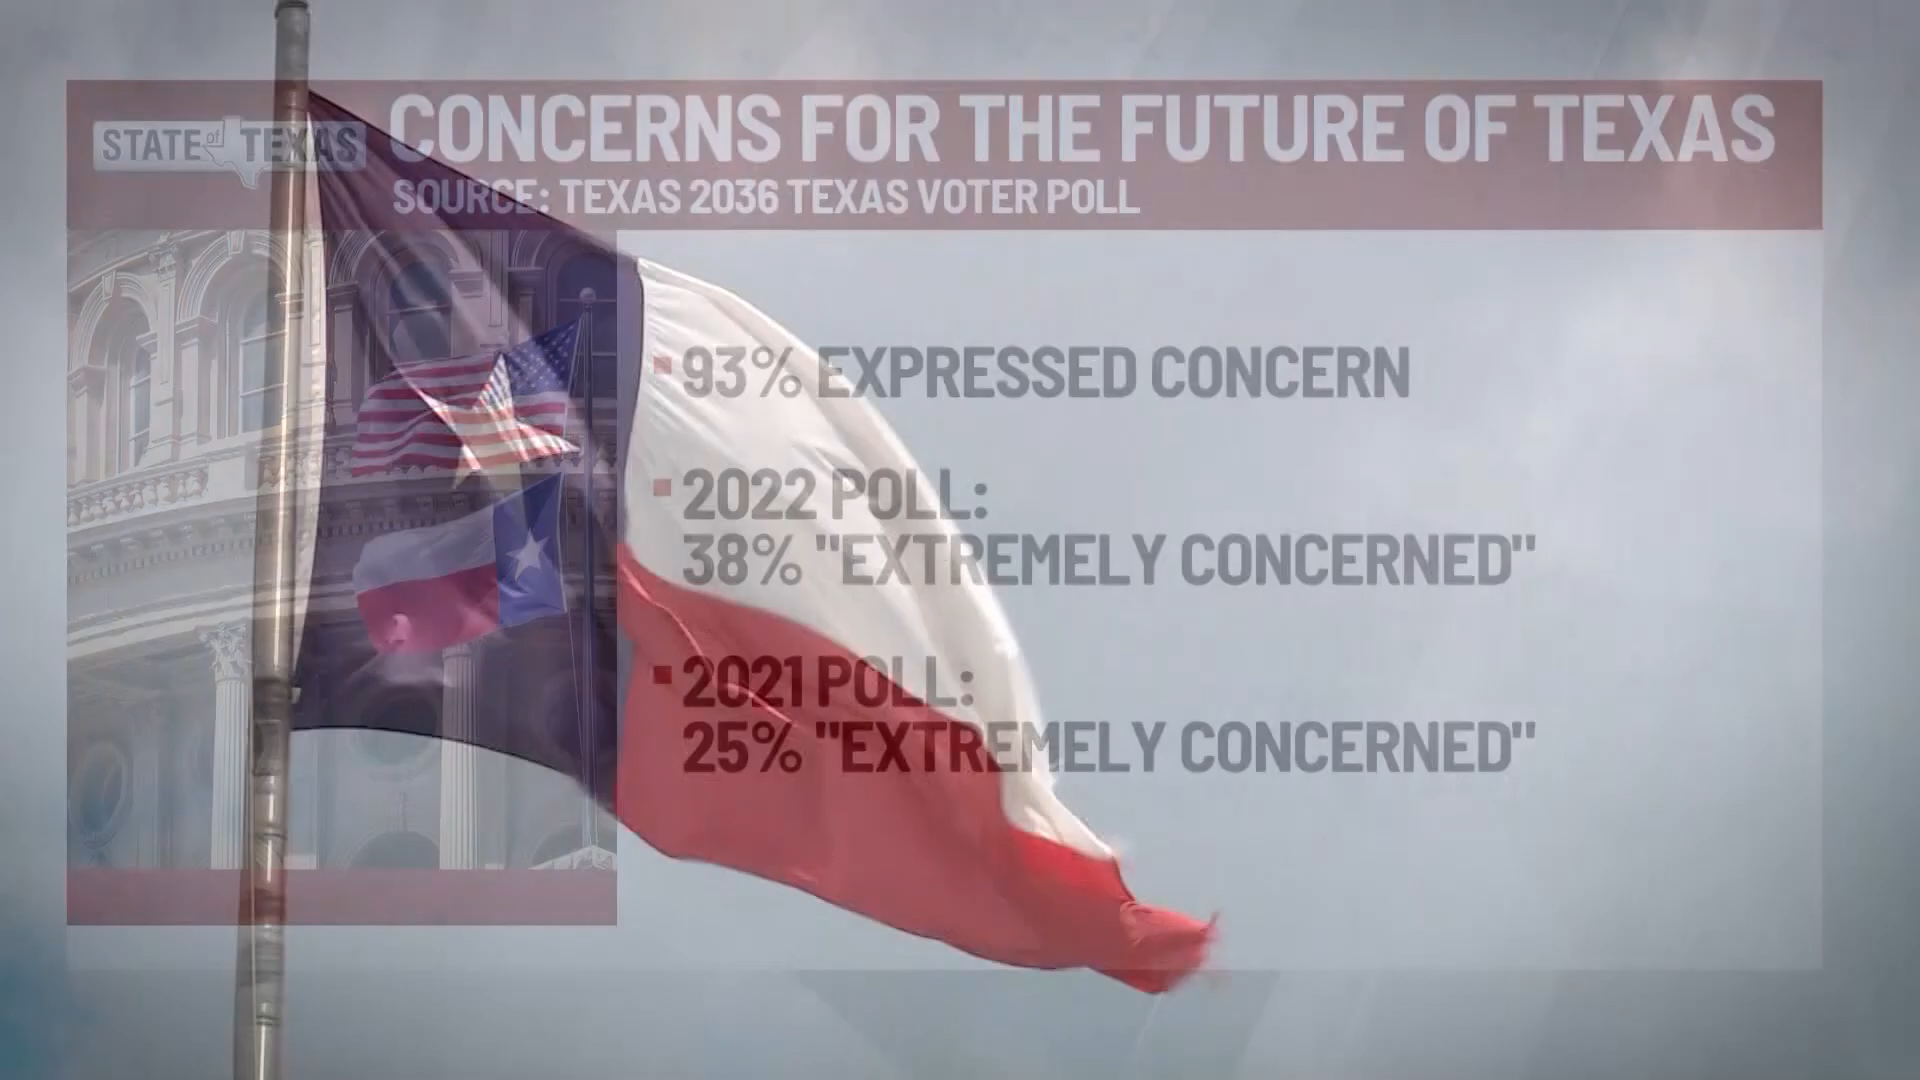 STATE of TEXAS
CONCERNS FOR THE FUTURE OF TEXAS
SOURCE: TEXAS 2036 TEXAS VOTER POLL
93% EXPRESSED CONCERN
2022 POLL:
38% "EXTREMELY CONCERNED"
2021 POLL:
25% "EXTREMELY CONCERNED"